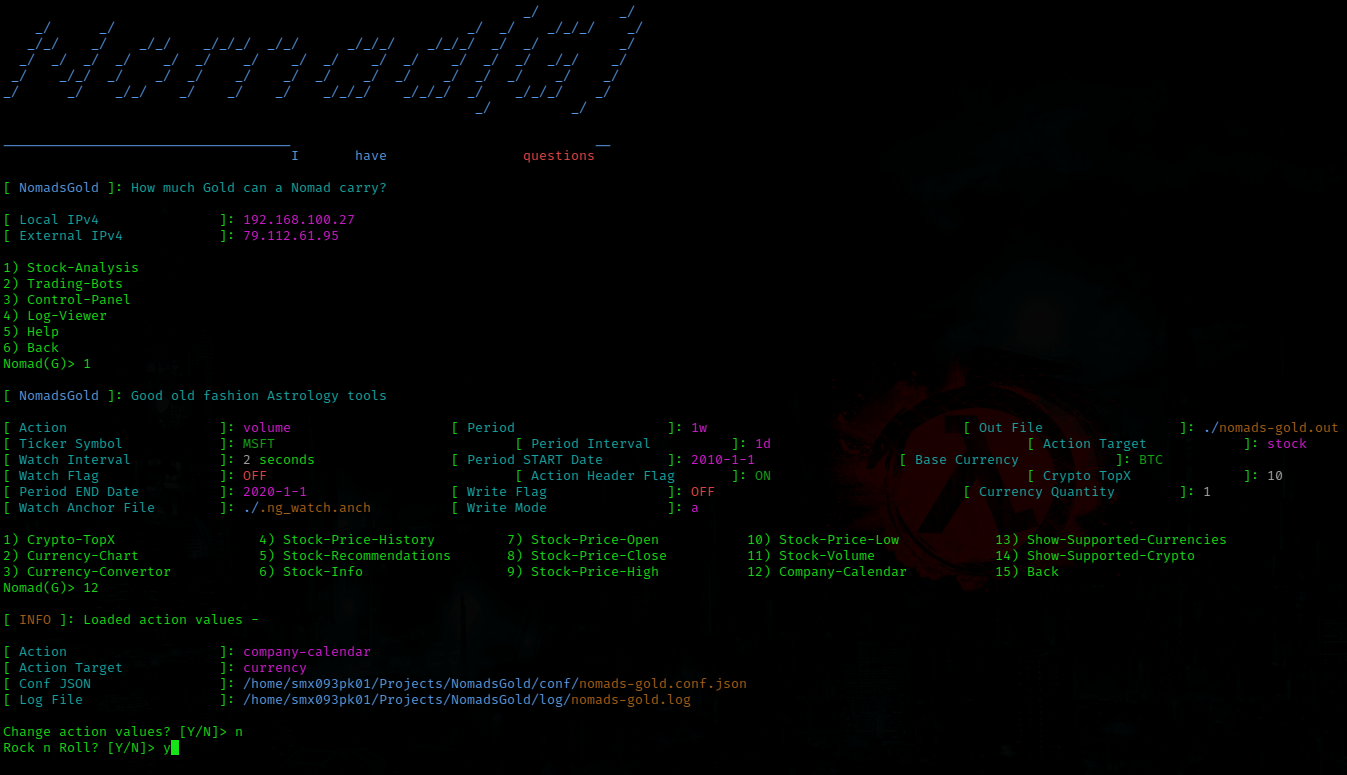 Nomad(G)
I have questions
[ NomadsGold ]: How much Gold can a Nomad carry?
[ Local IPv4 ]: 192.168.100.27
[ External IPv4 ]: 79.112.61.95
1) Stock-Analysis
2) Trading-Bots
3) Control-Panel
4) Log-Viewer
5) Help
6) Back
Nomad(G)> 1
[ NomadsGold ]: Good old fashion Astrology tools
[ Action ]: volume [ Period ]: 1w [ Out File ]: ./nomads-gold.out
[ Ticker Symbol ]: MSFT [ Period Interval ]: 1d [ Action Target ]: stock
[ Watch Interval ]: 2 seconds [ Period START Date ]: 2010-1-1 [ Base Currency ]: BTC
[ Watch Flag ]: OFF [ Action Header Flag ]: ON [ Crypto TopX ]: 10
[ Period END Date ]: 2020-1-1 [ Write Flag ]: OFF [ Currency Quantity ]: 1
[ Watch Anchor File ]: ./.ng_watch.anch [ Write Mode ]: a
1) Crypto-TopX 4) Stock-Price-History 7) Stock-Price-Open 10) Stock-Price-Low 13) Show-Supported-Currencies
2) Currency-Chart 5) Stock-Recommendations 8) Stock-Price-Close 11) Stock-Volume 14) Show-Supported-Crypto
3) Currency-Convertor 6) Stock-Info 9) Stock-Price-High 12) Company-Calendar 15) Back
Nomad(G)> 12
[ INFO ]: Loaded action values -
[ Action ]: company-calendar
[ Action Target ]: currency
[ Conf JSON ]: /home/smx093pk01/Projects/NomadsGold/conf/nomads-gold.conf.json
[ Log File ]: /home/smx093pk01/Projects/NomadsGold/log/nomads-gold.log
Change action values? [Y/N]> n
Rock n Roll? [Y/N]> y